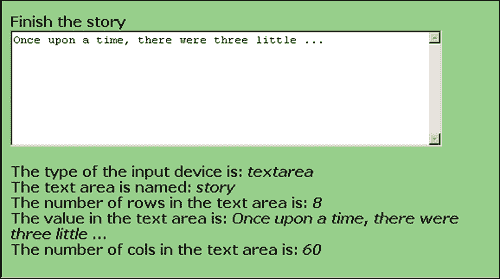 Finish the story
Once upon a time, there were three little ...
The type of the input device is: textarea
The text area is named: story
The number of rows in the text area is: 8
The value in the text area is: Once upon a time, there were
three little ...
The number of cols in the text area is: 60